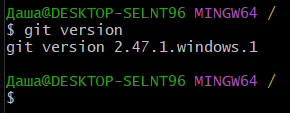 Даша@DESKTOP-SELNT96 MINGW64 /
$ git version
git version 2.47.1.windows.1
Даша@DESKTOP-SELNT96 MINGW64 /
$